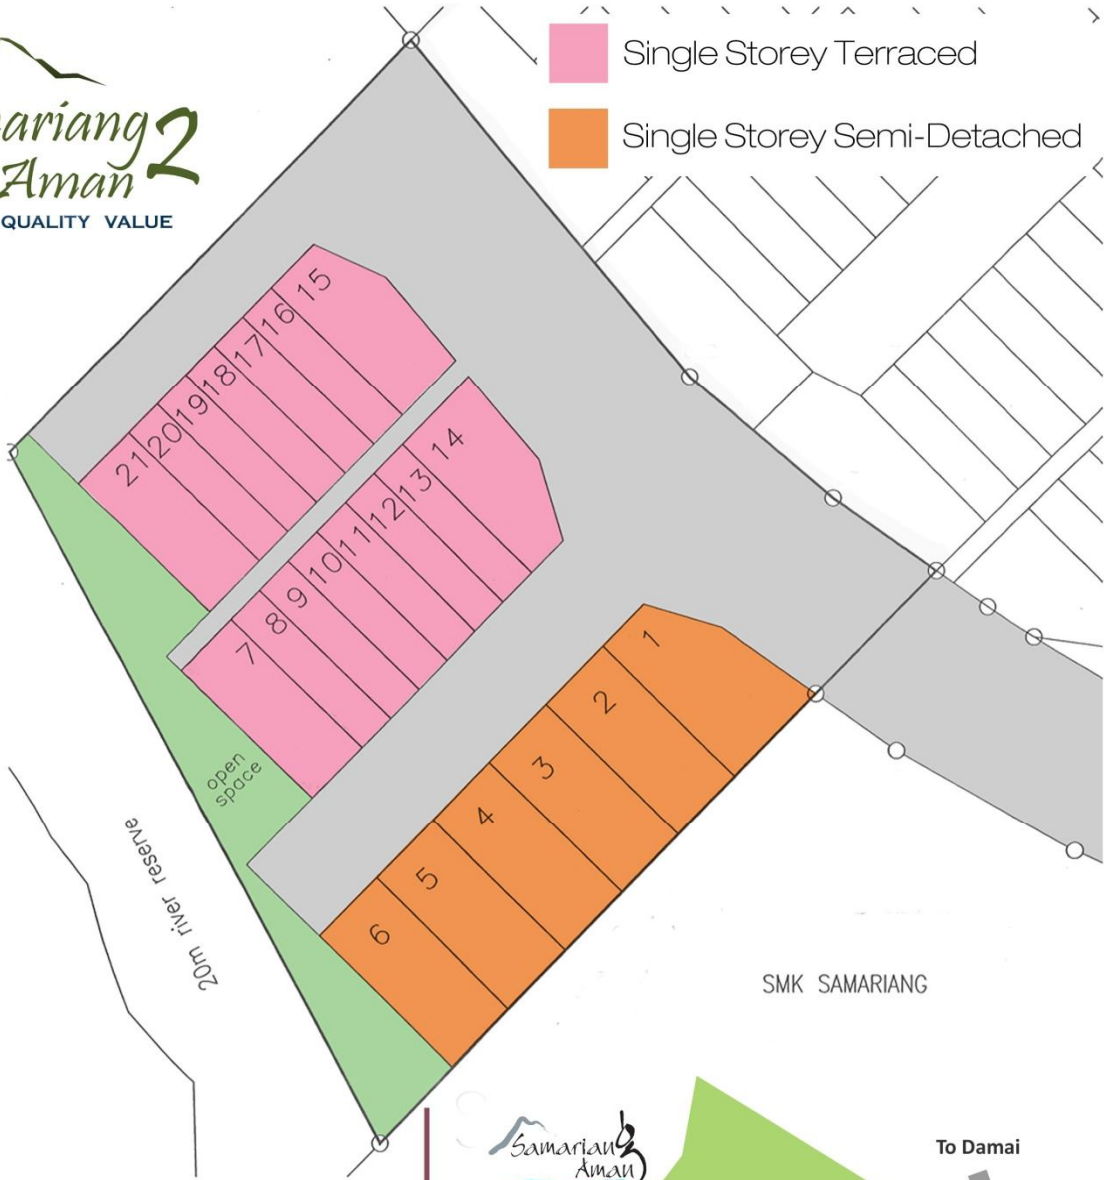 ariang 2
Aman
QUALITY VALUE
Single Storey Terraced
Single Storey Semi-Detached
15
16
17
18
19
20
21
14
13
12
11
10
9
8
7
1
2
3
4
5
6
open
space
20m river reserve
SMK SAMARIANG
Samariang
Aman
To Damai